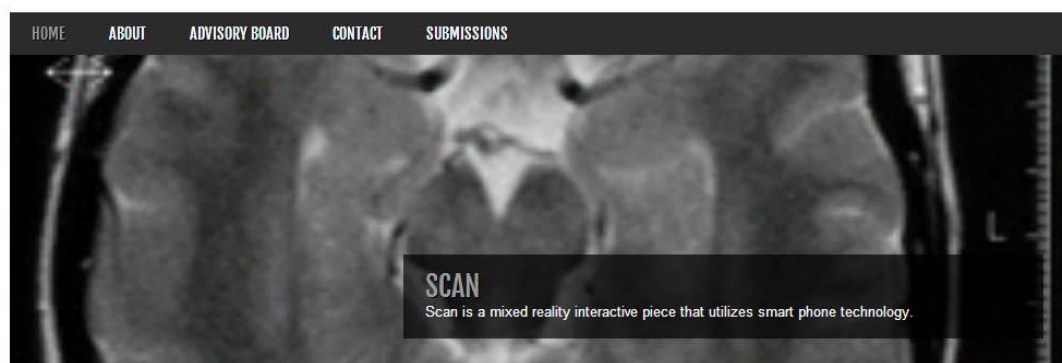 HOME ABOUT ADVISORY BOARD CONTACT SUBMISSIONS
L
SCAN
Scan is a mixed reality interactive piece that utilizes smart phone technology.